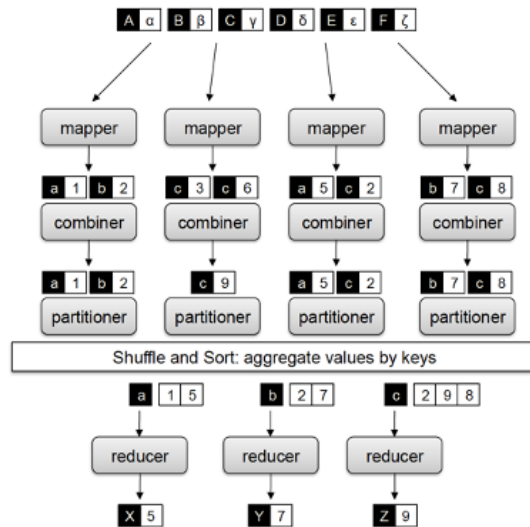 A α B β C γ D δ E ε F ζ
mapper mapper mapper mapper
a 1 b 2 c 3 c 6 a 5 c 2 b 7 c 8
combiner combiner combiner combiner
a 1 b 2 c 9 a 5 c 2 b 7 c 8
partitioner partitioner partitioner partitioner
Shuffle and Sort: aggregate values by keys
a 1 5 b 2 7 c 2 9 8
reducer reducer reducer
X 5 Y 7 Z 9